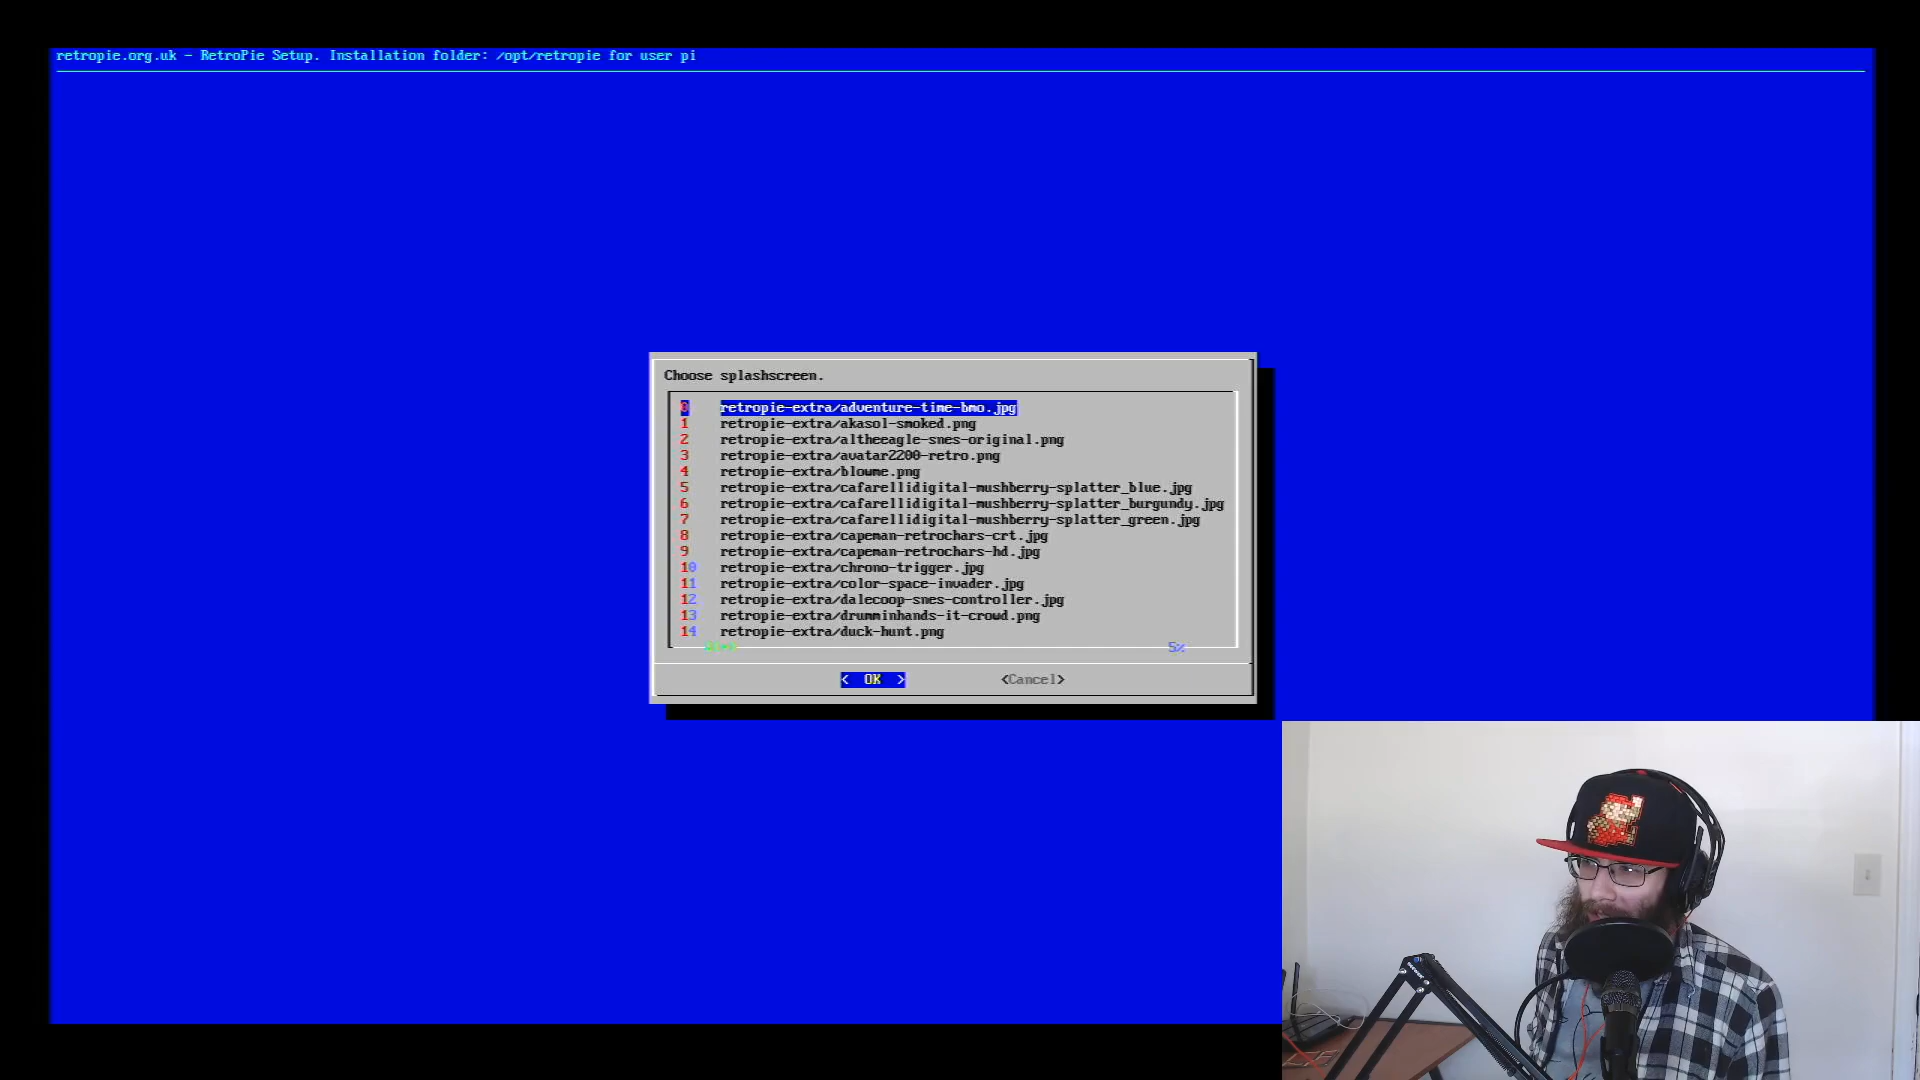 retropie.org.uk - RetroPie Setup. Installation folder: /opt/retropie for user pi
Choose splashscreen.
0 retropie-extra/adventure-time-bmo.jpg
1 retropie-extra/akasol-smoked.png
2 retropie-extra/altheeagle-snes-original.png
3 retropie-extra/avatar2200-retro.png
4 retropie-extra/blowme.png
5 retropie-extra/cafarellidigital-mushberry-splatter_blue.jpg
6 retropie-extra/cafarellidigital-mushberry-splatter_burgundy.jpg
7 retropie-extra/cafarellidigital-mushberry-splatter_green.jpg
8 retropie-extra/capeman-retrochars-crt.jpg
9 retropie-extra/capeman-retrochars-hd.jpg
10 retropie-extra/chrono-trigger.jpg
11 retropie-extra/color-space-invader.jpg
12 retropie-extra/dalecoop-snes-controller.jpg
13 retropie-extra/drumminhands-it-crowd.png
14 retropie-extra/duck-hunt.png
5%
< OK > <Cancel>